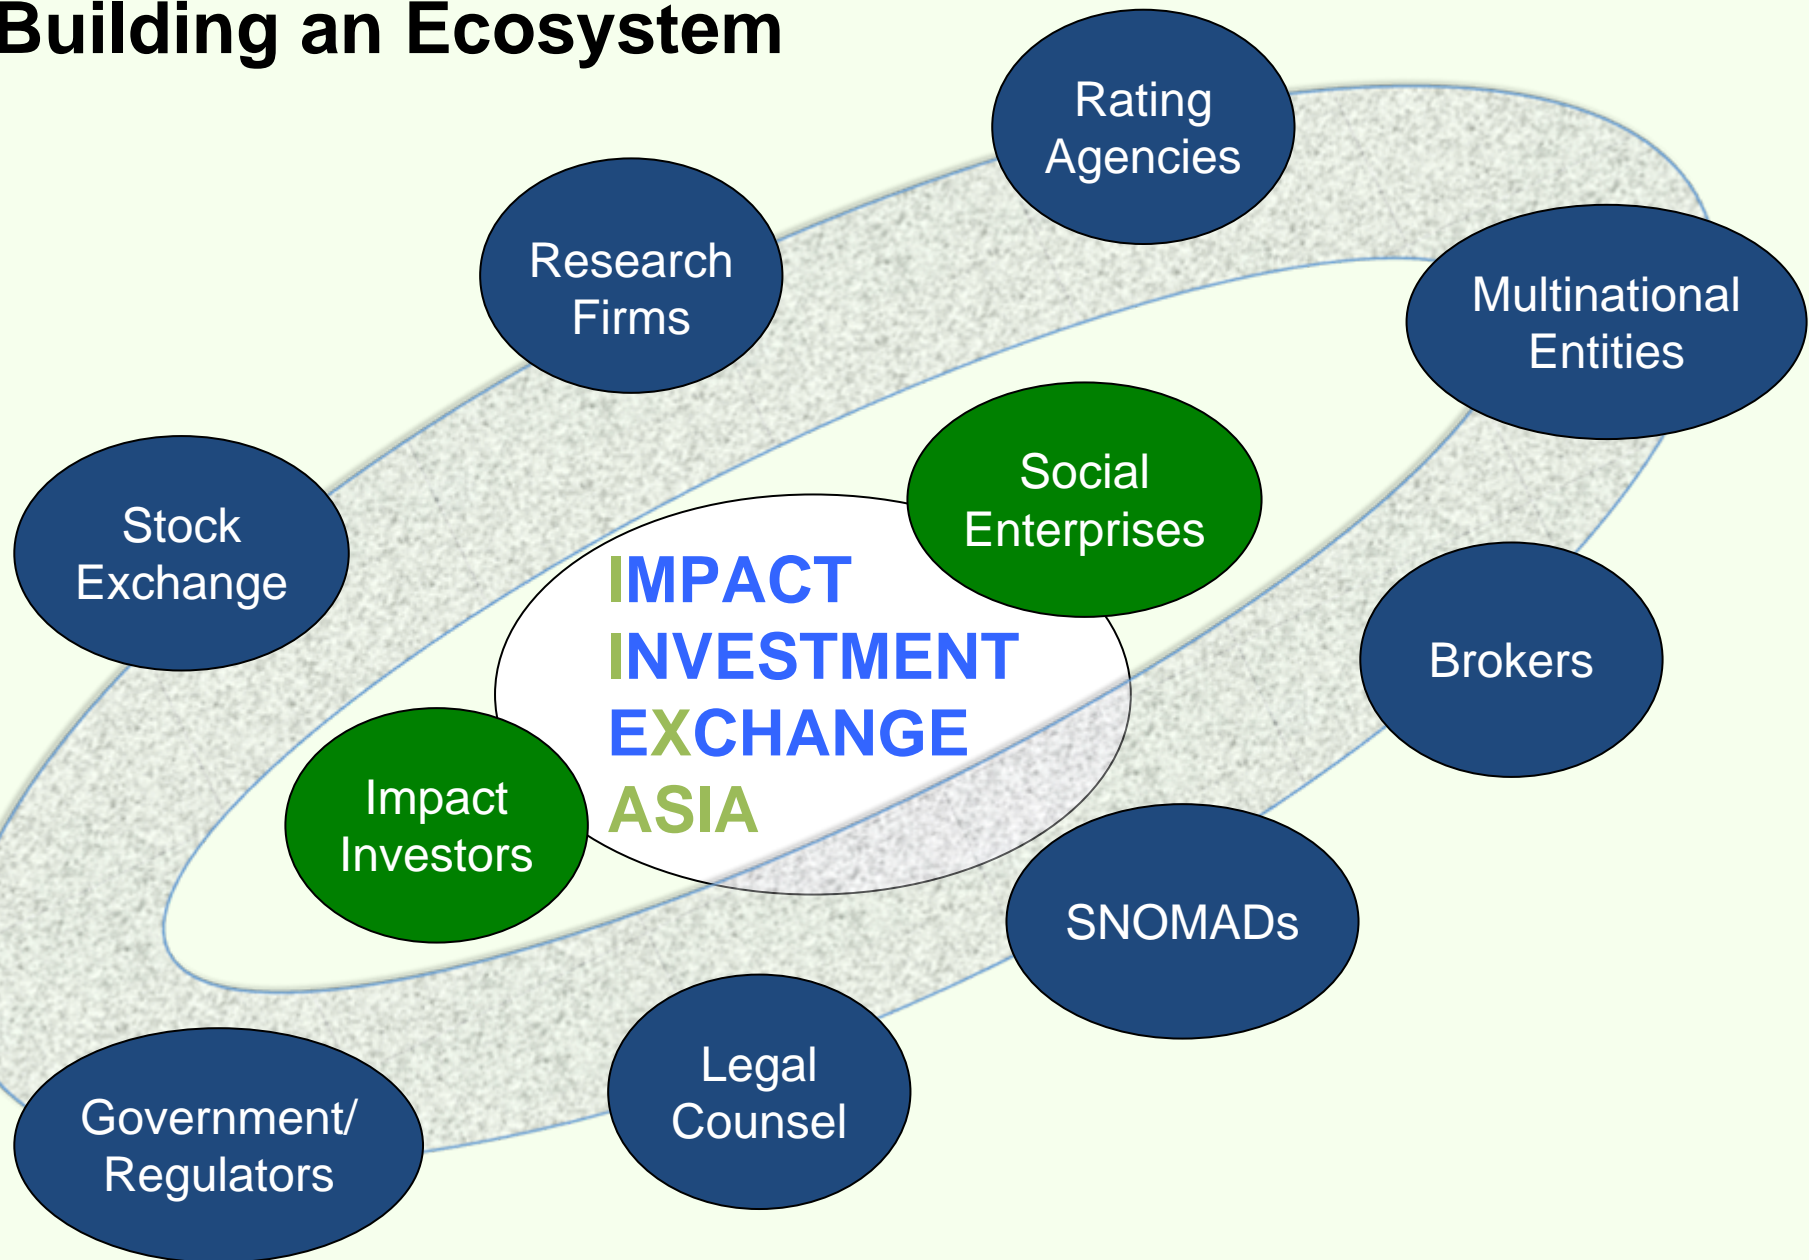 Building an Ecosystem
Rating
Agencies
Research
Firms
Multinational
Entities
Social
Enterprises
Stock
Exchange
IMPACT
INVESTMENT
EXCHANGE
ASIA
Brokers
Impact
Investors
SNOMADs
Legal
Counsel
Government/
Regulators